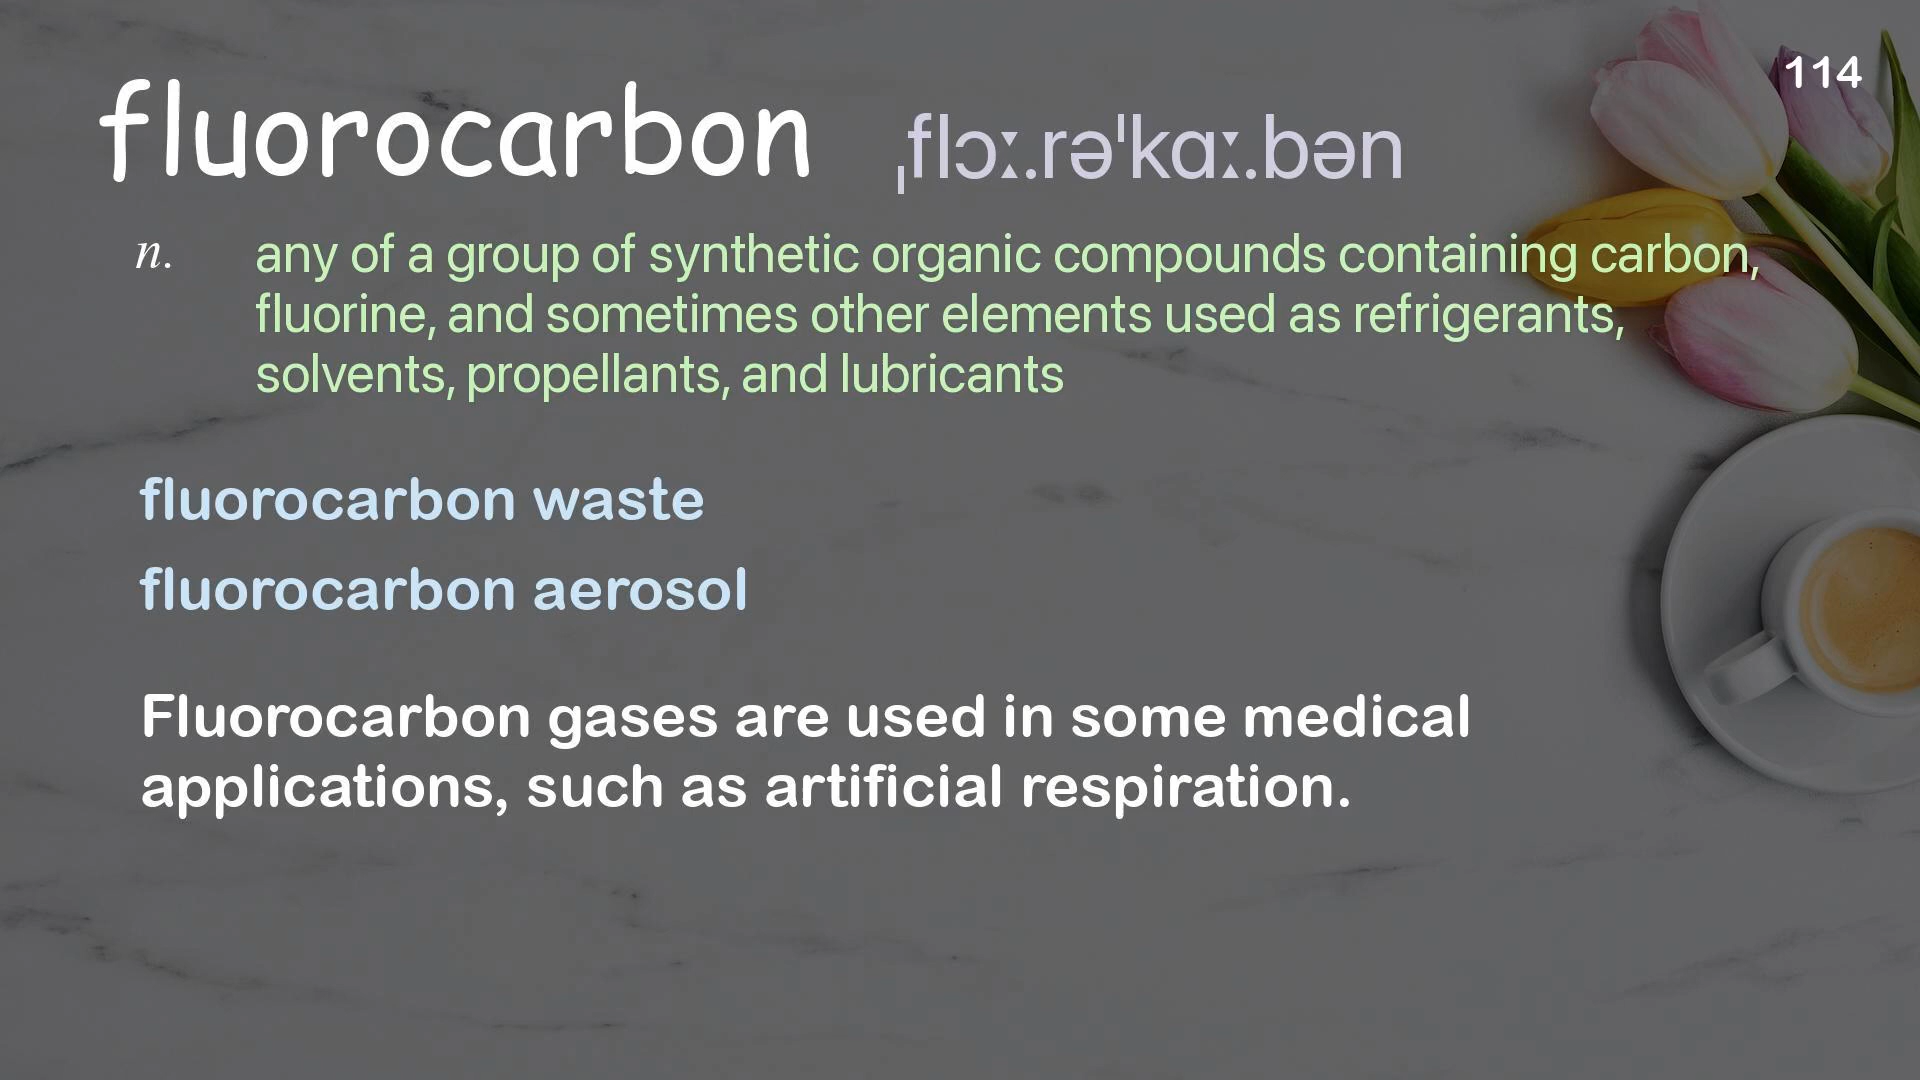 114
fluorocarbon ˌflɔː.rəˈkɑː.bən
n. any of a group of synthetic organic compounds containing carbon,
fluorine, and sometimes other elements used as refrigerants,
solvents, propellants, and lubricants
fluorocarbon waste
fluorocarbon aerosol
Fluorocarbon gases are used in some medical
applications, such as artificial respiration.